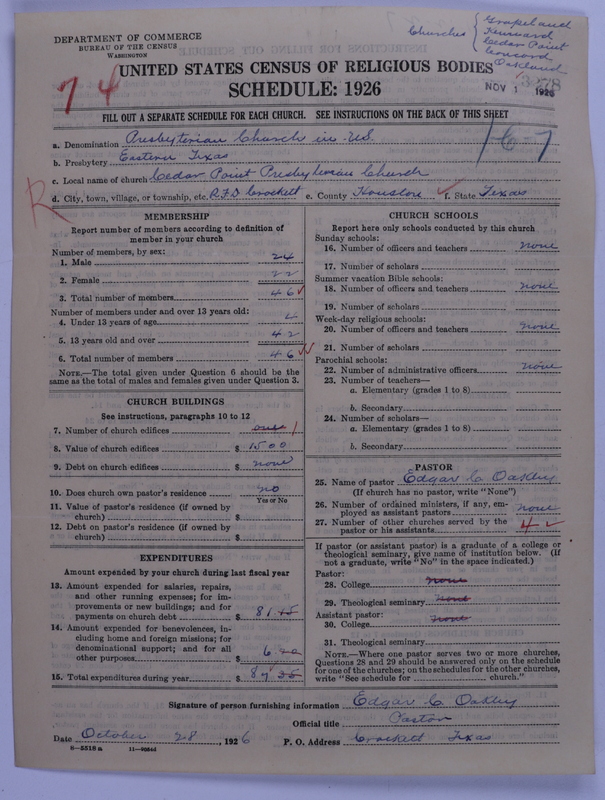 DEPARTMENT OF COMMERCE
BUREAU OF THE CENSUS
WASHINGTON
Churches { Grapeland
Kennard
Cedar Point
Concord
Oakland
74
UNITED STATES CENSUS OF RELIGIOUS BODIES
SCHEDULE: 1926
NOV 1 1926
FILL OUT A SEPARATE SCHEDULE FOR EACH CHURCH. SEE INSTRUCTIONS ON THE BACK OF THIS SHEET
16-7
a. Denomination Presbyterian Church in U.S.
b. Presbytery Eastern Texas
c. Local name of church Cedar Point Presbyterian Church
d. City, town, village, or township, etc. R.F.D Crockett e. County Houston f. State Texas
R
MEMBERSHIP
Report number of members according to definition of
member in your church
Number of members, by sex:
1. Male 24
2. Female 22
3. Total number of members 46
Number of members under and over 13 years old:
4. Under 13 years of age 4
5. 13 years old and over 42
6. Total number of members 46
NOTE.—The total given under Question 6 should be
same as the total of males and females given under Question 3.
CHURCH BUILDINGS
See instructions, paragraphs 10 to 12
7. Number of church edifices one 1
8. Value of church edifices $ 1500
9. Debt on church edifices $ none
10. Does church own pastor's residence no
Yes or No
11. Value of pastor's residence (if owned by
church) $
12. Debt on pastor's residence (if owned by
church) $
EXPENDITURES
Amount expended by your church during last fiscal year
13. Amount expended for salaries, repairs,
and other running expenses; for im-
provements or new buildings; and for
payments on church debt $ 81
14. Amount expended for benevolences, in-
cluding home and foreign missions; for
denominational support; and for all
other purposes $ 6
15. Total expenditures during year $ 87
CHURCH SCHOOLS
Report here only schools conducted by this church
Sunday schools:
16. Number of officers and teachers none
17. Number of scholars
Summer vacation Bible schools:
18. Number of officers and teachers none
19. Number of scholars
Week-day religious schools:
20. Number of officers and teachers none
21. Number of scholars
Parochial schools:
22. Number of administrative officers none
23. Number of teachers—
a. Elementary (grades 1 to 8)
b. Secondary
24. Number of scholars—
a. Elementary (grades 1 to 8)
b. Secondary
PASTOR
25. Name of pastor Edgar C. Oakley
(If church has no pastor, write "None")
26. Number of ordained ministers, if any, em-
ployed as assistant pastors none
27. Number of other churches served by the
pastor or his assistants 4
If pastor (or assistant pastor) is a graduate of a college or
theological seminary, give name of institution below. (If
not a graduate, write "No" in the space indicated.)
Pastor:
28. College none
29. Theological seminary none
Assistant pastor:
30. College none
31. Theological seminary
NOTE.—Where one pastor serves two or more churches,
Questions 28 and 29 should be answered only on the schedule
for one of the churches; on the schedules for the other churches,
write "See schedule for church."
Signature of person furnishing information Edgar C. Oakley
Official title Pastor
Date October 28, 1926 P. O. Address Crockett Texas
8—5518 a 11—9064d